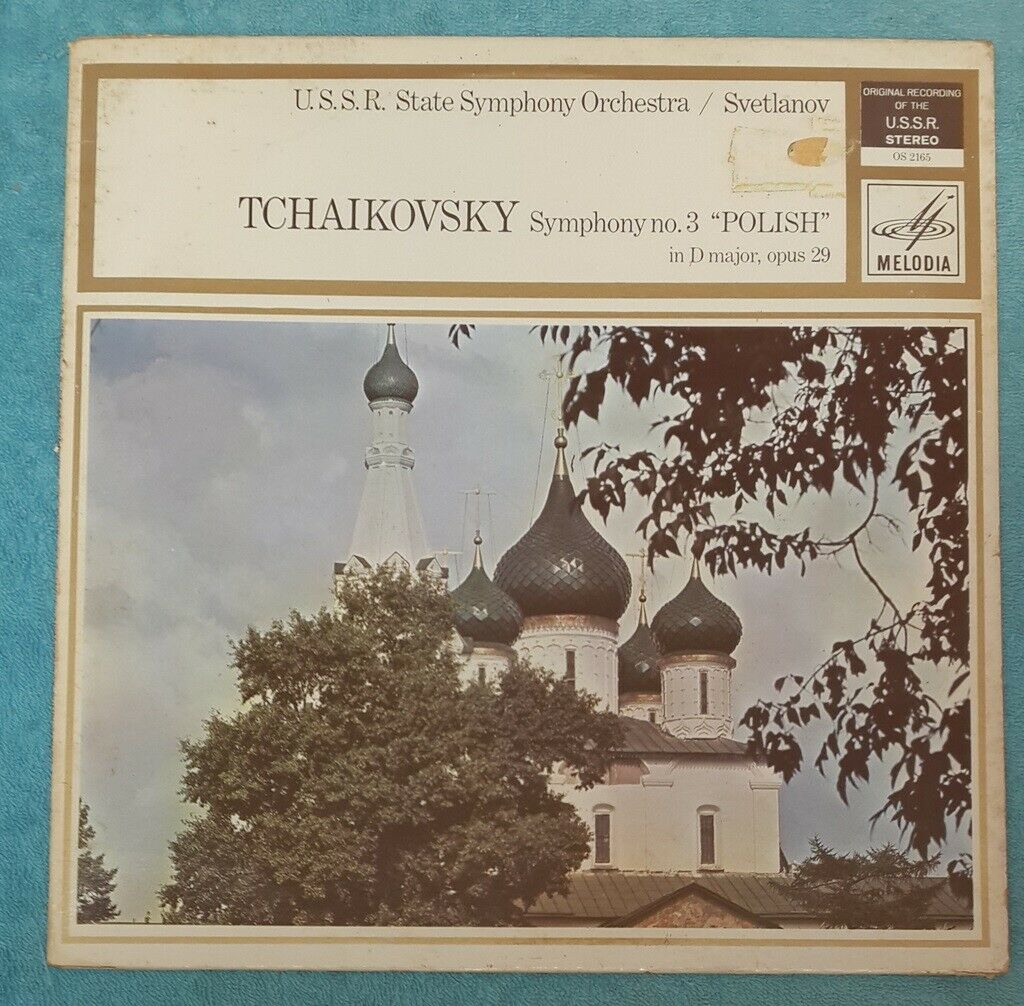 U.S.S.R. State Symphony Orchestra / Svetlanov
TCHAIKOVSKY Symphony no. 3 “POLISH”
in D major, opus 29
ORIGINAL RECORDING
OF THE
U.S.S.R.
STEREO
OS 2165
MELODIA